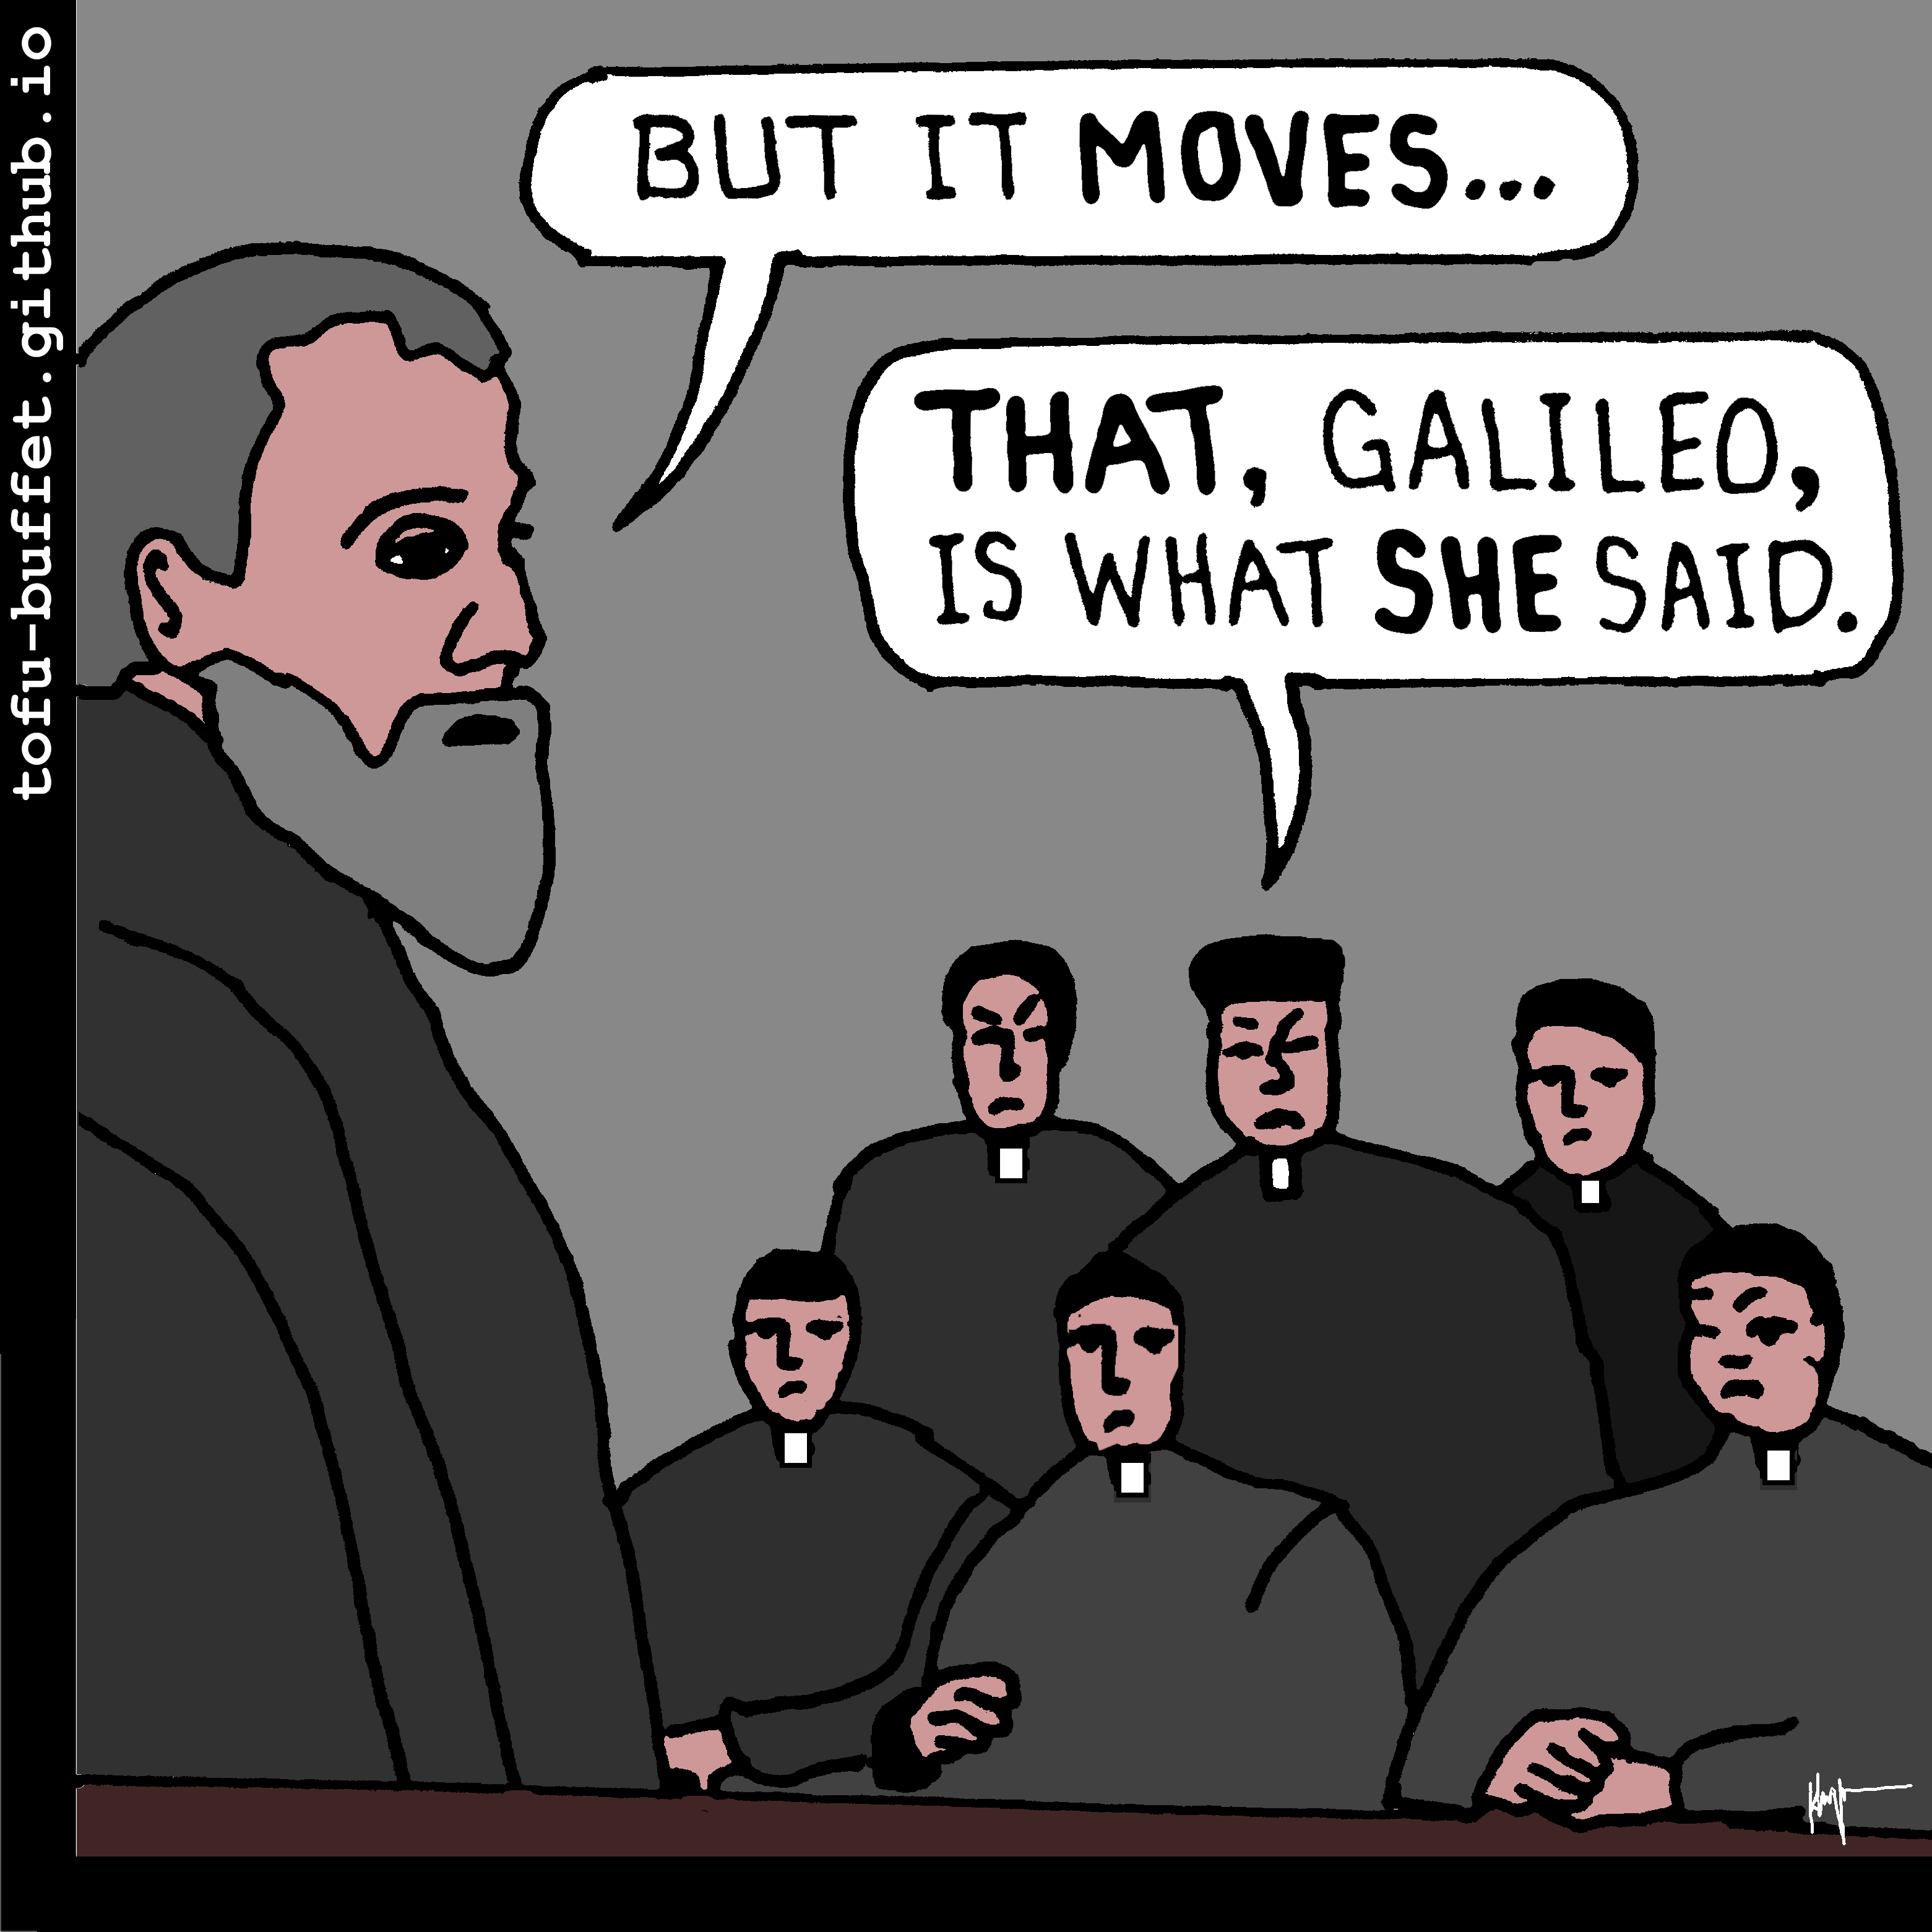 tofu-buffet.github.io
BUT IT MOVES...
THAT, GALILEO,
IS WHAT SHE SAID.